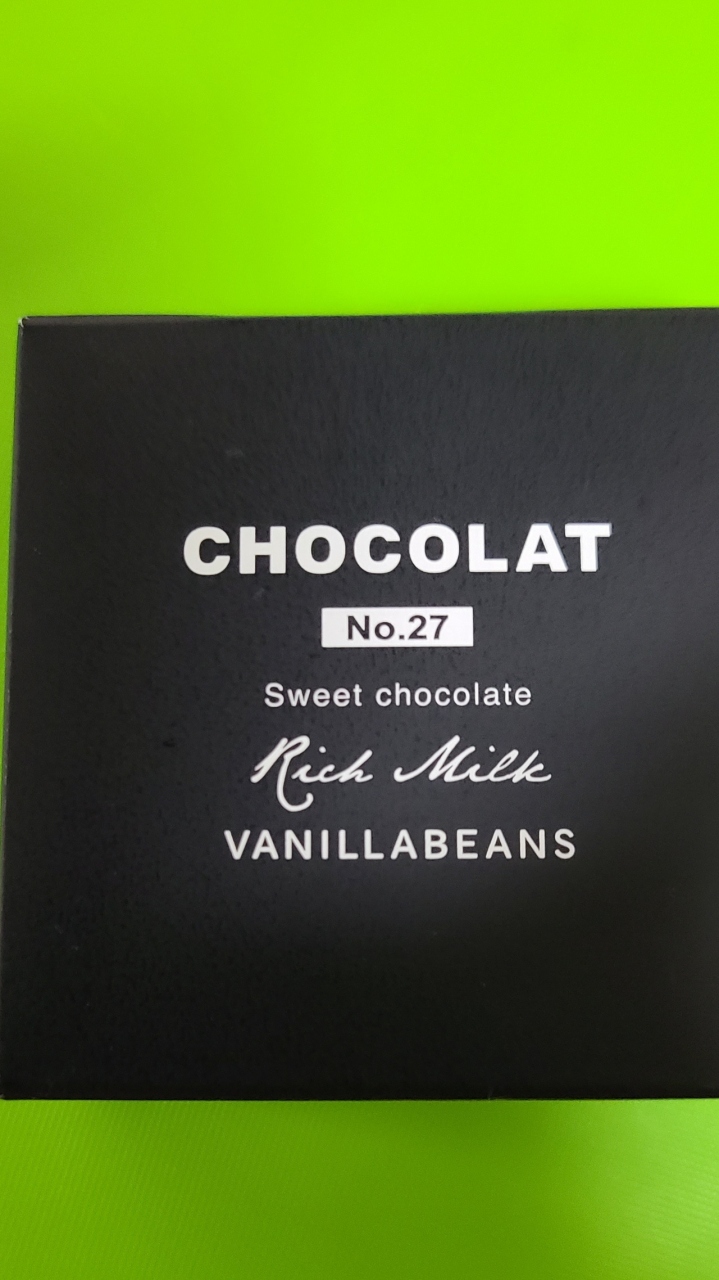 CHOCOLAT
No.27
Sweet chocolate
Rich Milk
VANILLABEANS